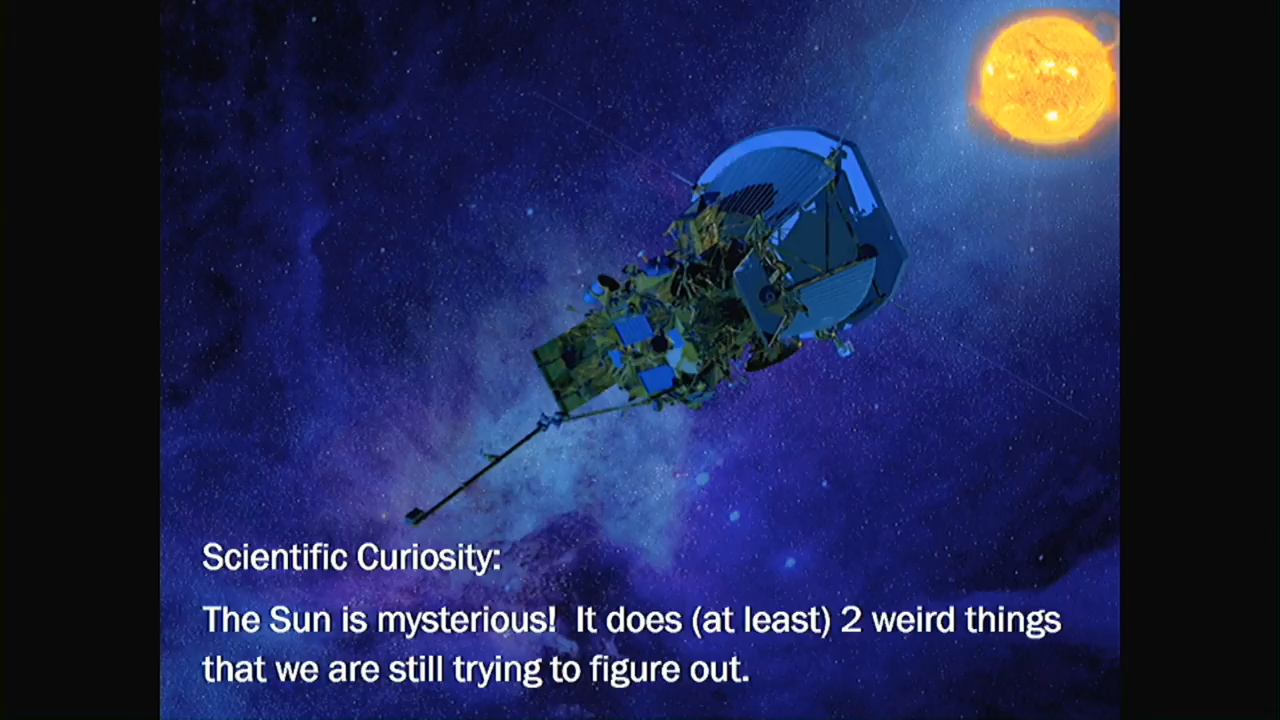 Scientific Curiosity:
The Sun is mysterious!  It does (at least) 2 weird things
that we are still trying to figure out.